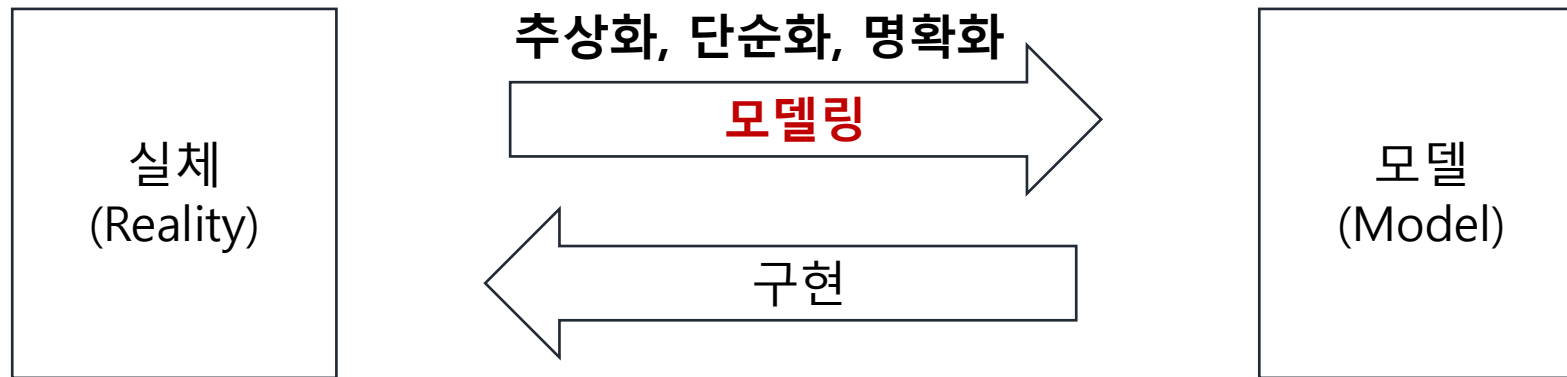 추상화, 단순화, 명확화
모델링
실체
(Reality)
모델
(Model)
구현